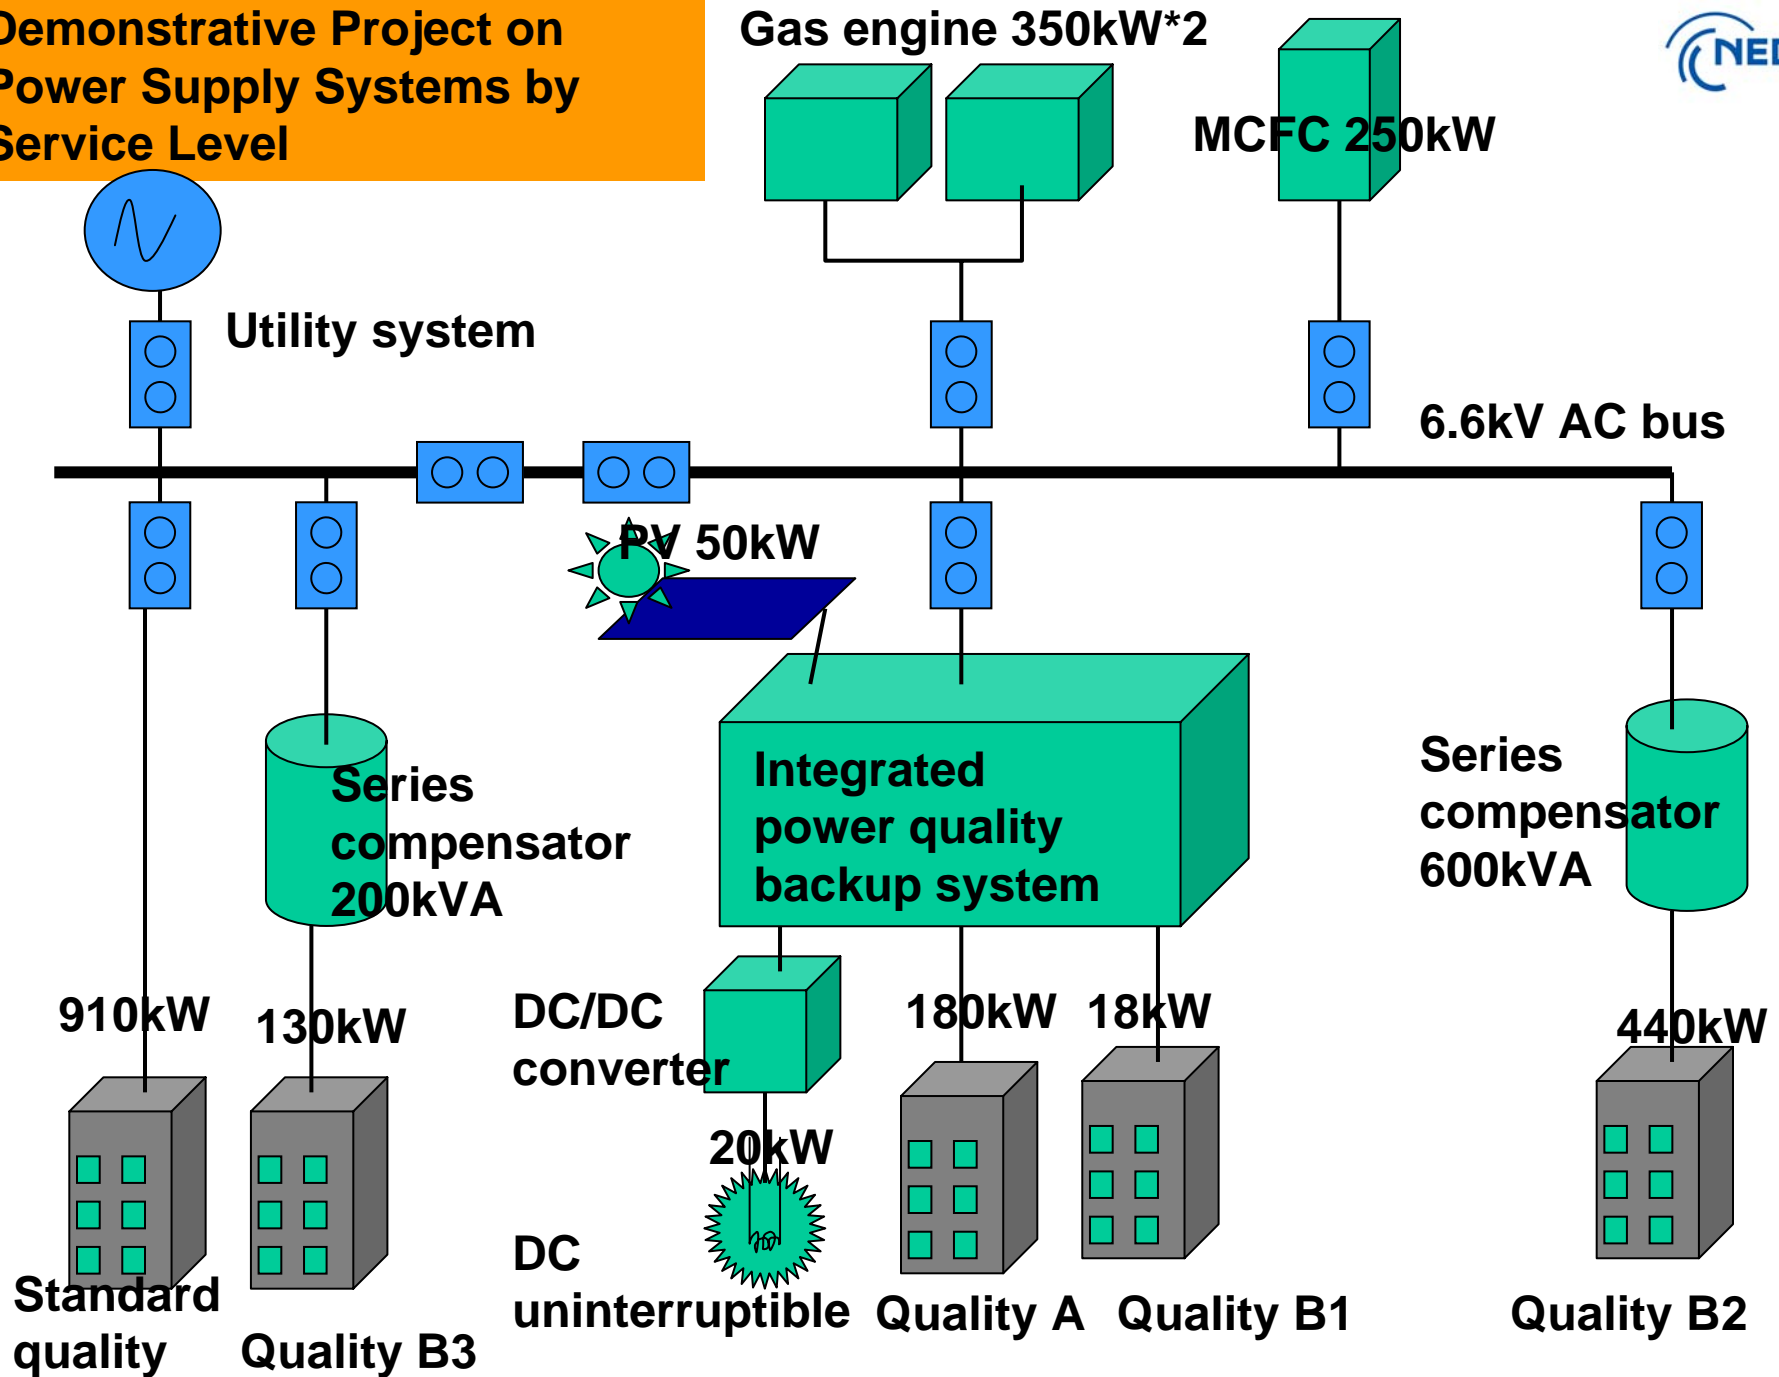 Demonstrative Project on
Power Supply Systems by
Service Level
Gas engine 350kW*2
NED
MCFC 250kW
Utility system
6.6kV AC bus
PV 50kW
Series
compensator
200kVA
Integrated
power quality
backup system
Series
compensator
600kVA
910kW
130kW
DC/DC
converter
180kW
18kW
440kW
20kW
DC
uninterruptible
Standard
quality
Quality B3
Quality A
Quality B1
Quality B2